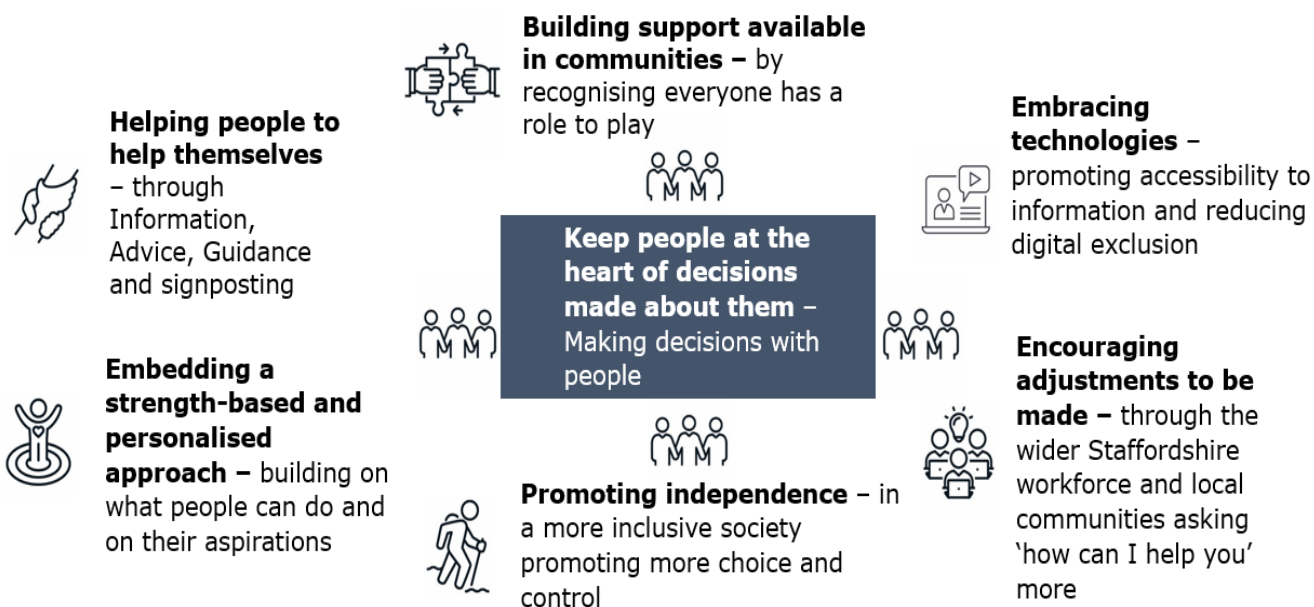 Building support available
in communities – by
recognising everyone has a
role to play
Helping people to
help themselves
– through
Information,
Advice, Guidance
and signposting
Embracing
technologies –
promoting accessibility to
information and reducing
digital exclusion
Keep people at the
heart of decisions
made about them –
Making decisions with
people
Embedding a
strength-based and
personalised
approach – building on
what people can do and
on their aspirations
Encouraging
adjustments to be
made – through the
wider Staffordshire
workforce and local
communities asking
‘how can I help you’
more
Promoting independence – in
a more inclusive society
promoting more choice and
control